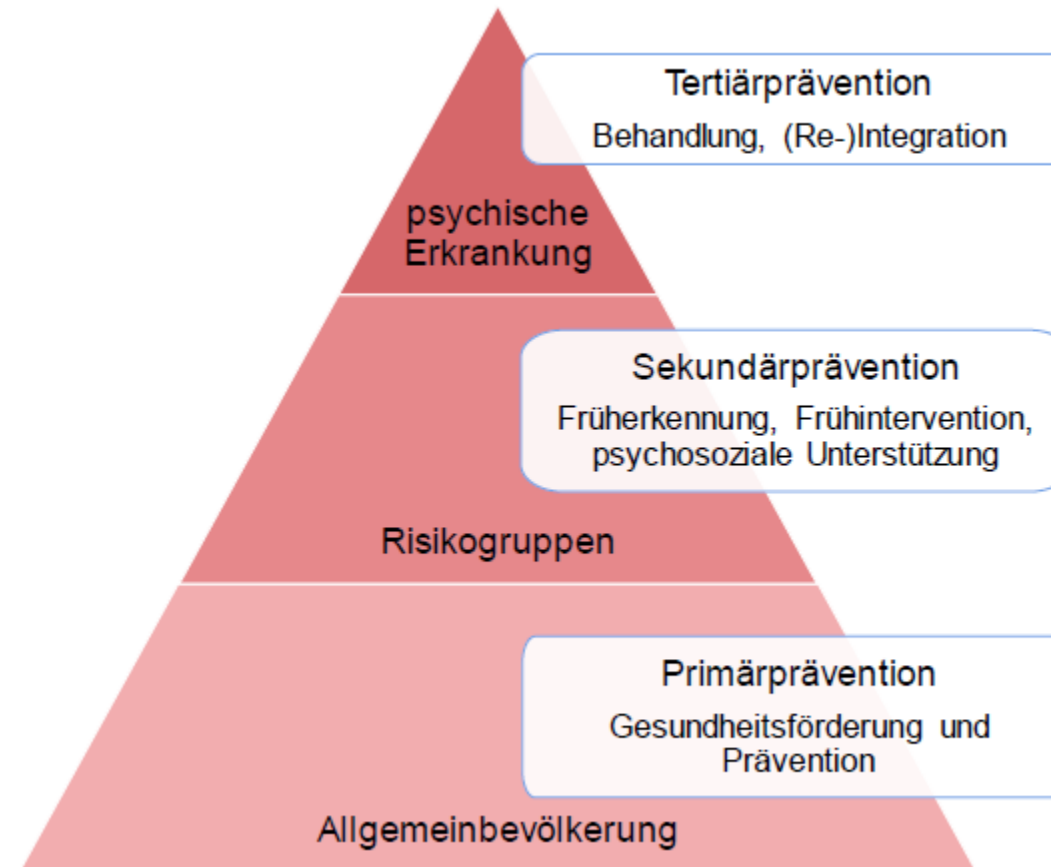 Tertiärprävention
Behandlung, (Re-)Integration
psychische
Erkrankung
Sekundärprävention
Früherkennung, Frühintervention,
psychosoziale Unterstützung
Risikogruppen
Primärprävention
Gesundheitsförderung und
Prävention
Allgemeinbevölkerung